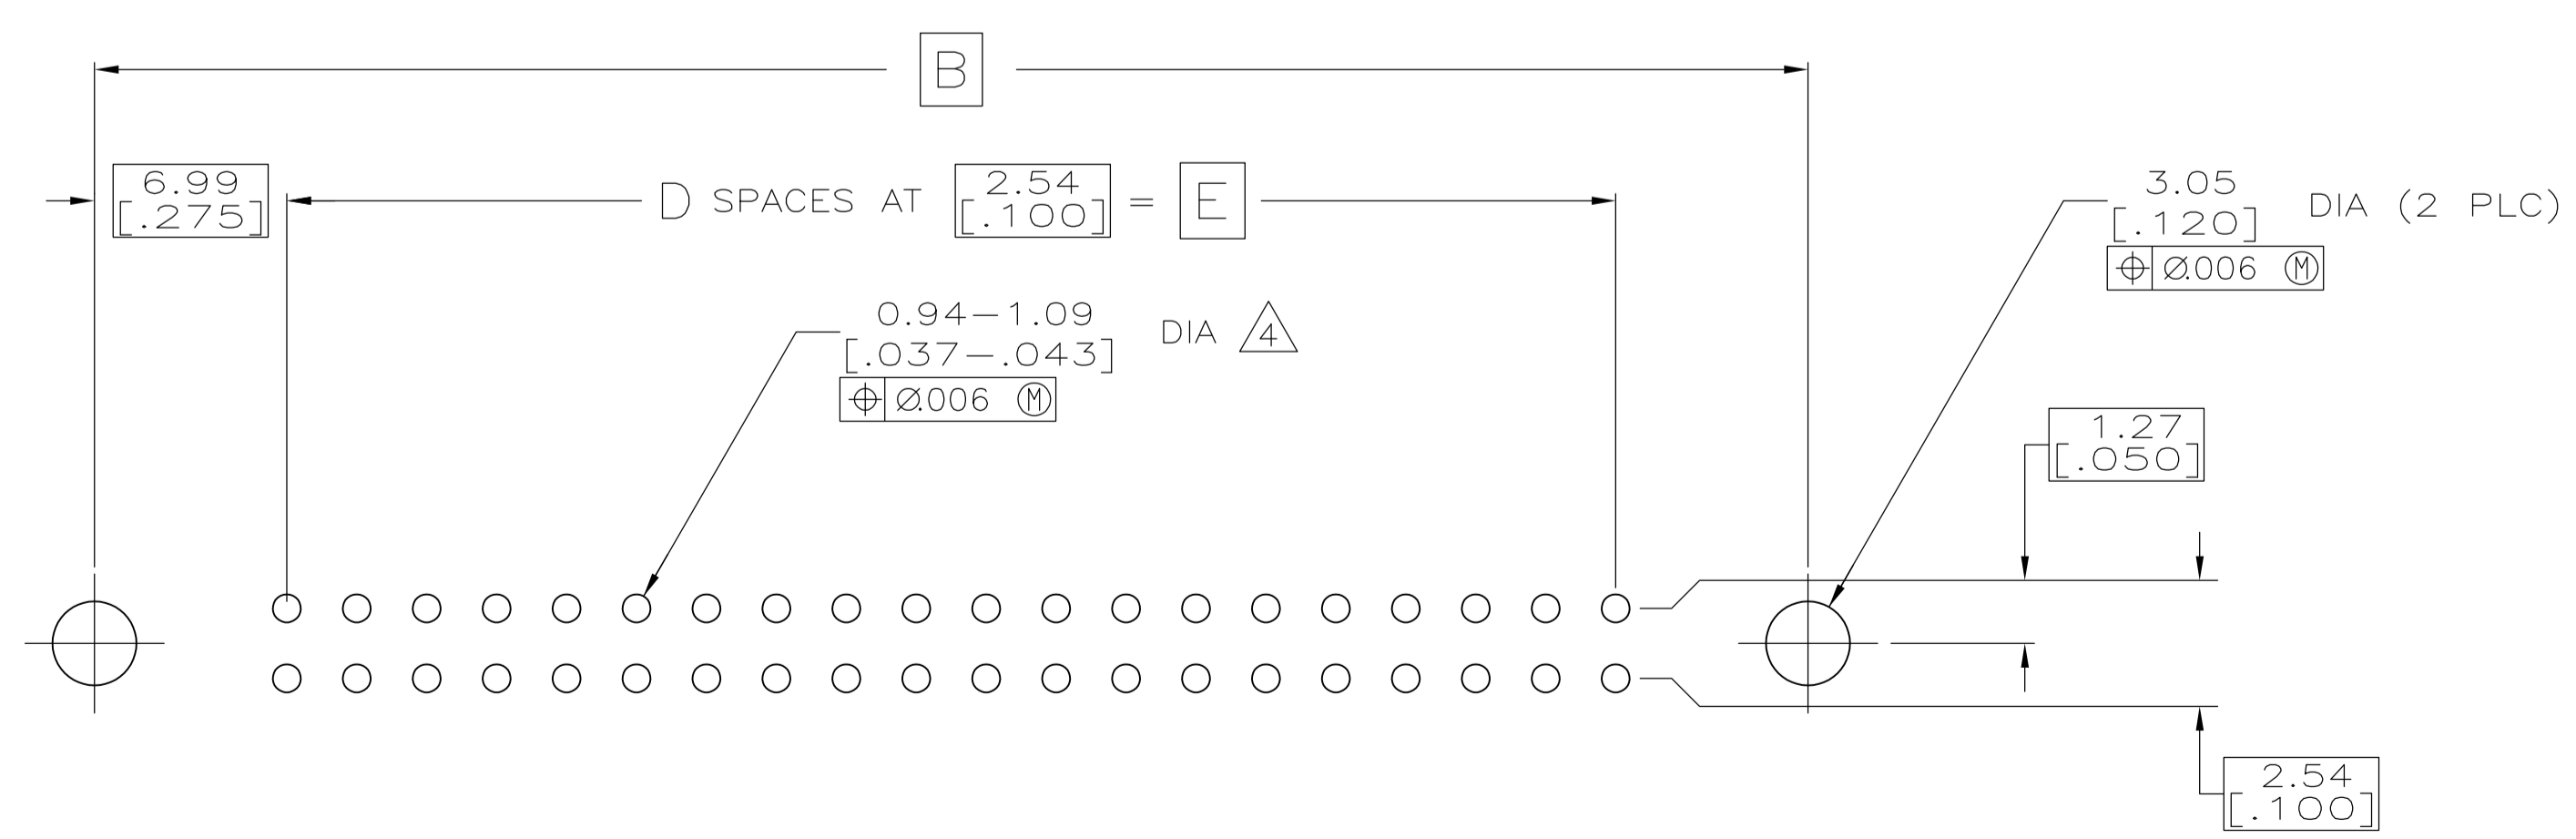 B
6.99
[.275]
D SPACES AT 2.54 [.100] = E
3.05
[.120] DIA (2 PLC)
⌖ Ø.006 Ⓜ
0.94-1.09
[.037-.043] DIA 4
⌖ Ø.006 Ⓜ
1.27
[.050]
2.54
[.100]